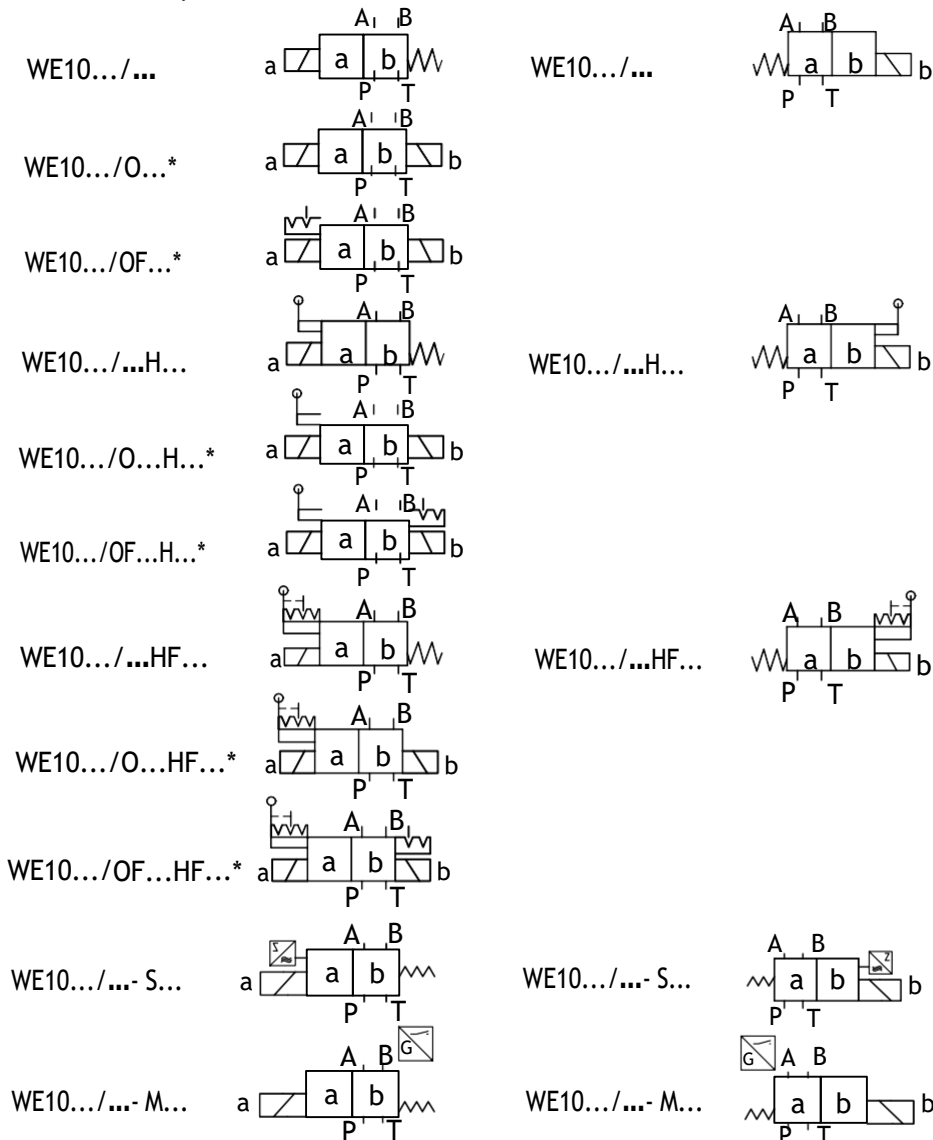 A B
WE10.../... a a b P T
A B
WE10.../... a b b P T
A B
WE10.../O...* a a b b P T
A B
WE10.../OF...* a a b b P T
A B
WE10.../...H... a a b P T
A B
WE10.../...H... a b b P T
A B
WE10.../O...H...* a a b b P T
A B
WE10.../OF...H...* a a b b P T
A B
WE10.../...HF... a a b P T
A B
WE10.../...HF... a b b P T
A B
WE10.../O...HF...* a a b b P T
A B
WE10.../OF...HF...* a a b b P T
A B
WE10.../...- S... a a b P T
A B
WE10.../...- S... a b b P T
A B G
WE10.../...- M... a a b P T
G A B
WE10.../...- M... a b b P T